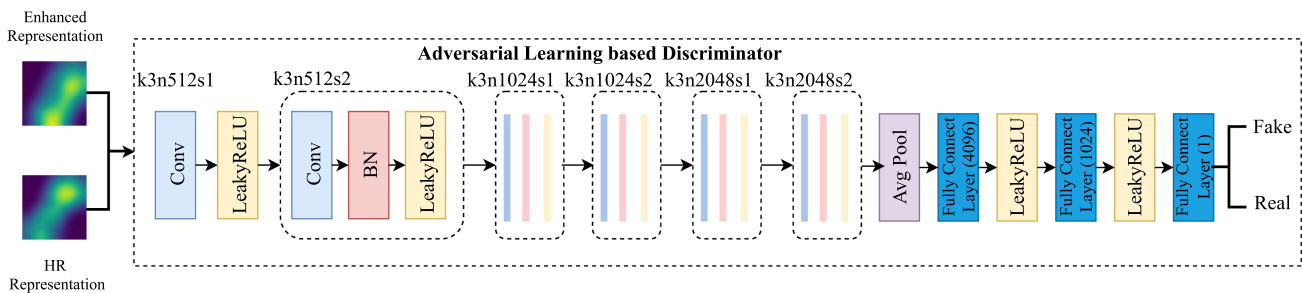 Enhanced
Representation
Adversarial Learning based Discriminator
k3n512s1
k3n512s2
k3n1024s1
k3n1024s2
k3n2048s1
k3n2048s2
Conv
LeakyReLU
Conv
BN
LeakyReLU
Avg Pool
Fully Connect
Layer (4096)
LeakyReLU
Fully Connect
Layer (1024)
LeakyReLU
Fully Connect
Layer (1)
Fake
Real
HR
Representation